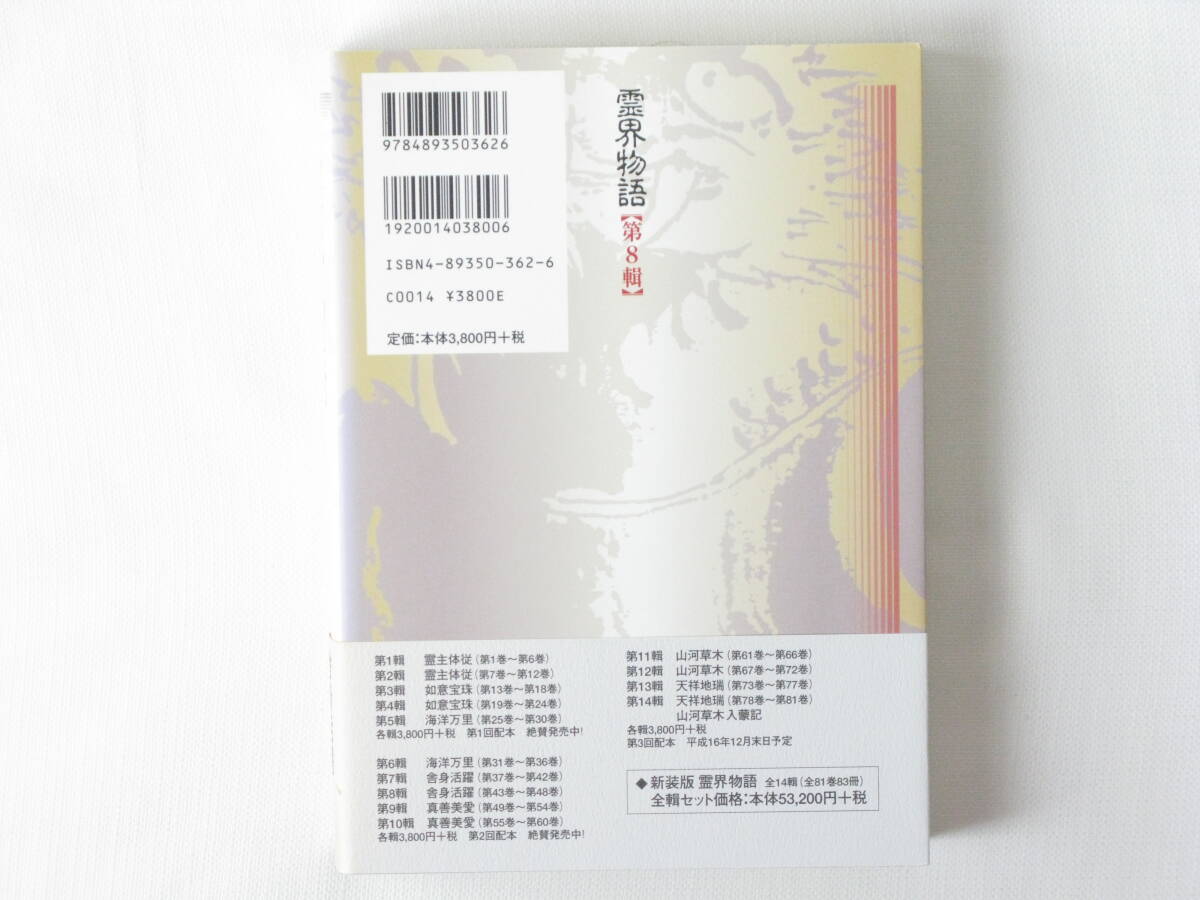 9784893503626
1920014038006
ISBN4-89350-362-6
C0014 ¥3800E
定価：本体3,800円＋税
霊界物語【第8輯】
第1輯 霊主体従（第1巻～第6巻）
第2輯 霊主体従（第7巻～第12巻）
第3輯 如意宝珠（第13巻～第18巻）
第4輯 如意宝珠（第19巻～第24巻）
第5輯 海洋万里（第25巻～第30巻）
各輯3,800円＋税 第1回配本 絶賛発売中！
第6輯 海洋万里（第31巻～第36巻）
第7輯 舎身活躍（第37巻～第42巻）
第8輯 舎身活躍（第43巻～第48巻）
第9輯 真善美愛（第49巻～第54巻）
第10輯 真善美愛（第55巻～第60巻）
各輯3,800円＋税 第2回配本 絶賛発売中！
第11輯 山河草木（第61巻～第66巻）
第12輯 山河草木（第67巻～第72巻）
第13輯 天祥地瑞（第73巻～第77巻）
第14輯 天祥地瑞（第78巻～第81巻）
山河草木 入蒙記
各輯3,800円＋税
第3回配本 平成16年12月末日予定
◆新装版 霊界物語 全14輯（全81巻83冊）
全輯セット価格：本体53,200円＋税